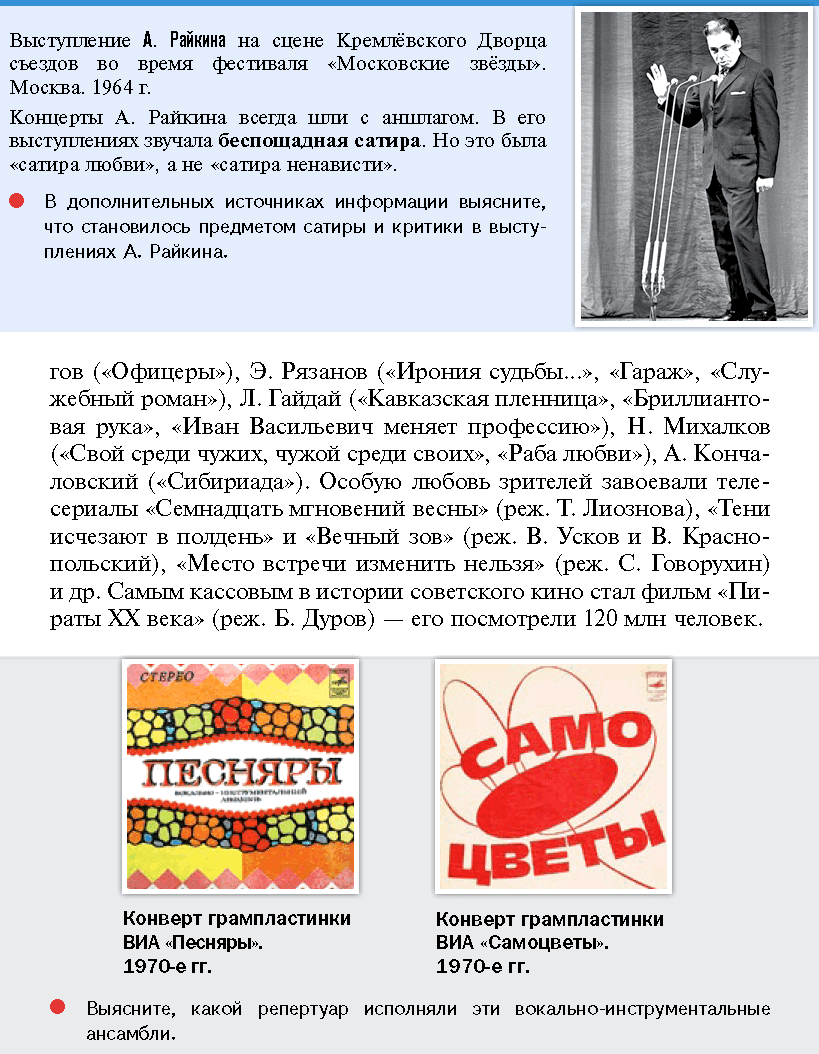 Выступление А. Райкина на сцене Кремлёвского Дворца
съездов во время фестиваля «Московские звёзды».
Москва. 1964 г.
Концерты А. Райкина всегда шли с аншлагом. В его
выступлениях звучала беспощадная сатира. Но это была
«сатира любви», а не «сатира ненависти».
В дополнительных источниках информации выясните,
что становилось предметом сатиры и критики в высту-
плениях А. Райкина.
гов («Офицеры»), Э. Рязанов («Ирония судьбы...», «Гараж», «Слу-
жебный роман»), Л. Гайдай («Кавказская пленница», «Бриллианто-
вая рука», «Иван Васильевич меняет профессию»), Н. Михалков
(«Свой среди чужих, чужой среди своих», «Раба любви»), А. Конча-
ловский («Сибириада»). Особую любовь зрителей завоевали теле-
сериалы «Семнадцать мгновений весны» (реж. Т. Лиознова), «Тени
исчезают в полдень» и «Вечный зов» (реж. В. Усков и В. Красно-
польский), «Место встречи изменить нельзя» (реж. С. Говорухин)
и др. Самым кассовым в истории советского кино стал фильм «Пи-
раты XX века» (реж. Б. Дуров) — его посмотрели 120 млн человек.
СТЕРЕО
ПЕСНЯРЫ
ВОКАЛЬНО-ИНСТРУМЕНТАЛЬНЫЙ
АНСАМБЛЬ
САМО
ЦВЕТЫ
Конверт грампластинки
ВИА «Песняры».
1970-е гг.
Конверт грампластинки
ВИА «Самоцветы».
1970-е гг.
Выясните, какой репертуар исполняли эти вокально-инструментальные
ансамбли.